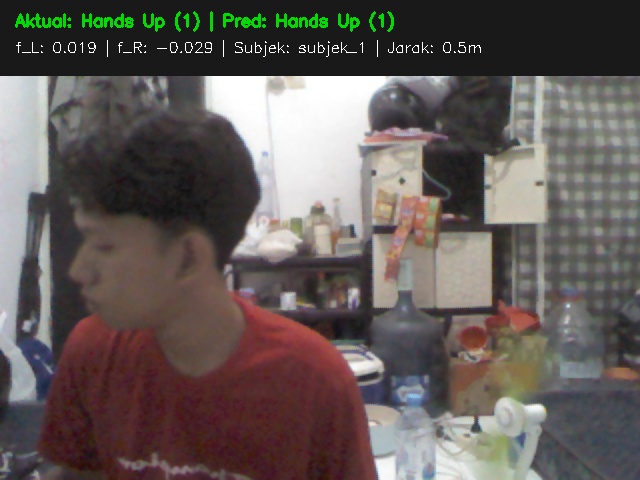 Aktual: Hands Up (1) | Pred: Hands Up (1)
f_L: 0.019 | f_R: -0.029 | Subjek: subjek_1 | Jarak: 0.5m